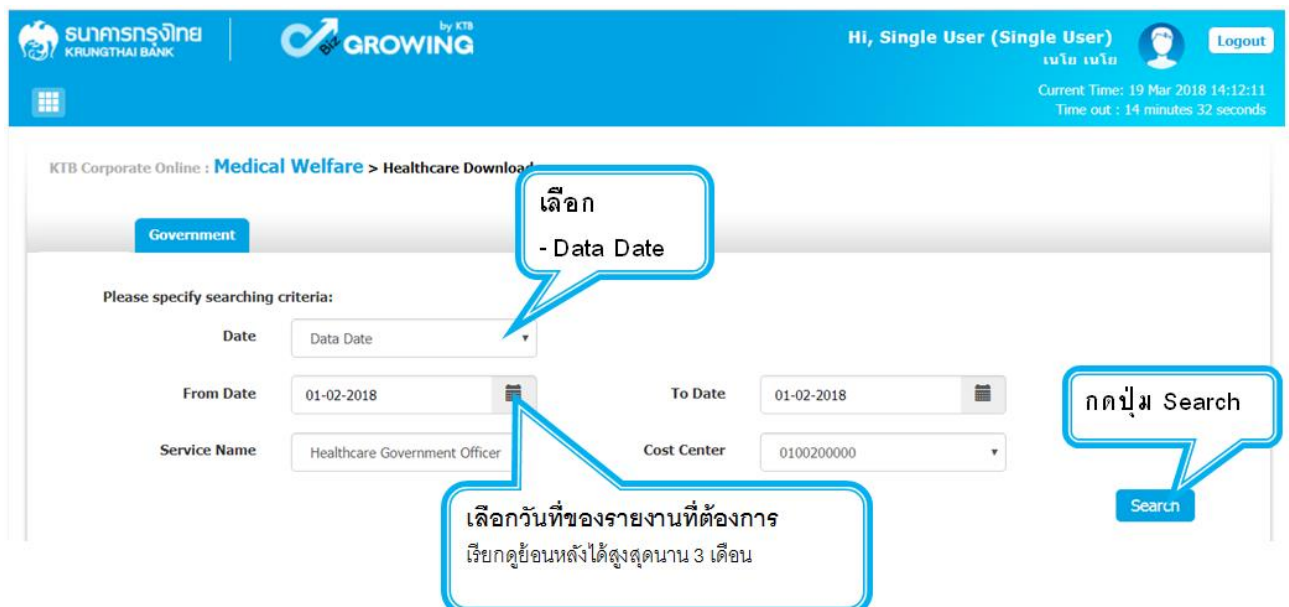 ธนาคารกรุงไทย
KRUNGTHAI BANK
by KTB
Biz GROWING
Hi, Single User (Single User)
เนโย เนโย
Logout
Current Time: 19 Mar 2018 14:12:11
Time out : 14 minutes 32 seconds
KTB Corporate Online : Medical Welfare > Healthcare Download
เลือก
- Data Date
Government
Please specify searching criteria:
Date Data Date
From Date 01-02-2018 To Date 01-02-2018
กดปุ่ม Search
Service Name Healthcare Government Officer Cost Center 0100200000
Search
เลือกวันที่ของรายงานที่ต้องการ
เรียกดูย้อนหลังได้สูงสุดนาน 3 เดือน